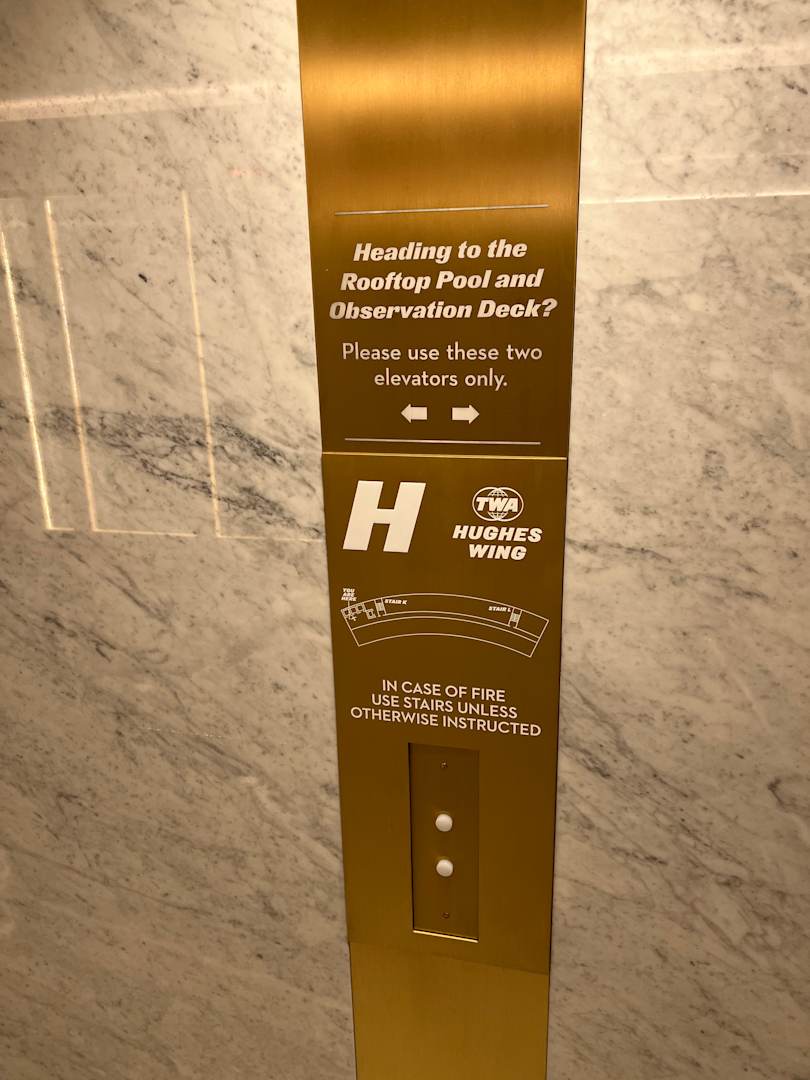 Heading to the
Rooftop Pool and
Observation Deck?
Please use these two
elevators only.
H
TWA
HUGHES
WING
YOU
ARE
HERE
STAIR K
STAIR L
IN CASE OF FIRE
USE STAIRS UNLESS
OTHERWISE INSTRUCTED